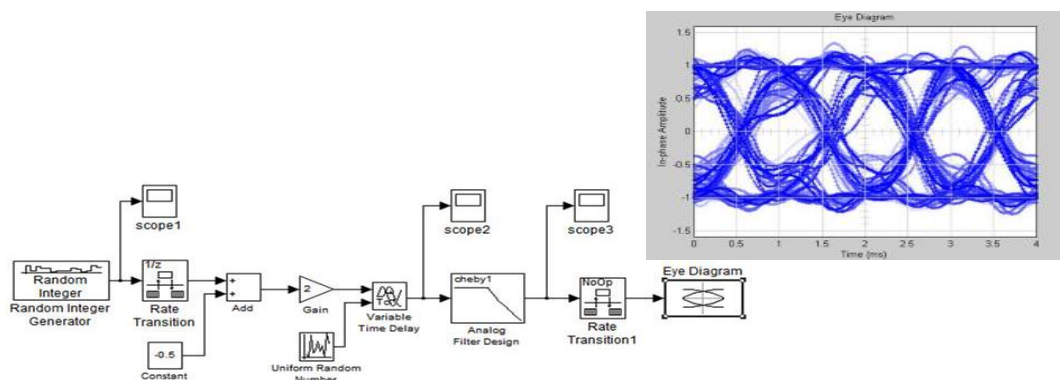 Eye Diagram
1.5
1
0.5
0
-0.5
-1
-1.5
In-phase Amplitude
0 0.5 1 1.5 2 2.5 3 3.5 4
Time (ms)
scope1
scope2
scope3
Random
Integer
Random Integer
Generator
1/z
Rate
Transition
+
+
Add
2
Gain
Variable
Time Delay
cheby1
Analog
Filter Design
NoOp
Rate
Transition1
Eye Diagram
-0.5
Constant
Uniform Random
Number